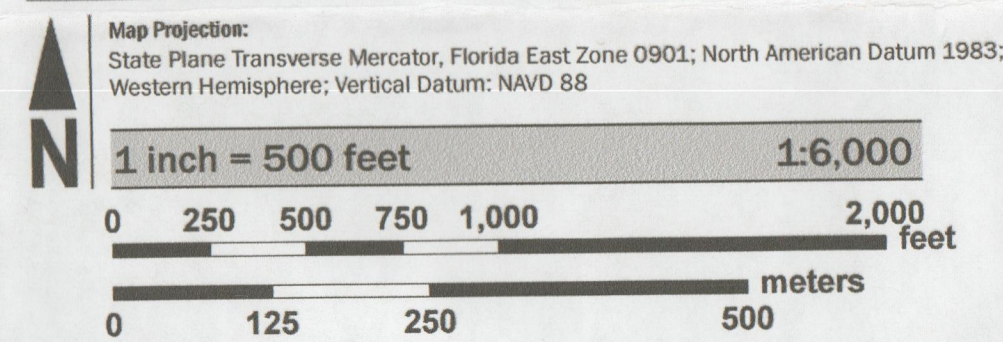 Map Projection:
State Plane Transverse Mercator, Florida East Zone 0901; North American Datum 1983;
Western Hemisphere; Vertical Datum: NAVD 88
N
1 inch = 500 feet 1:6,000
0 250 500 750 1,000 2,000
feet
meters
0 125 250 500